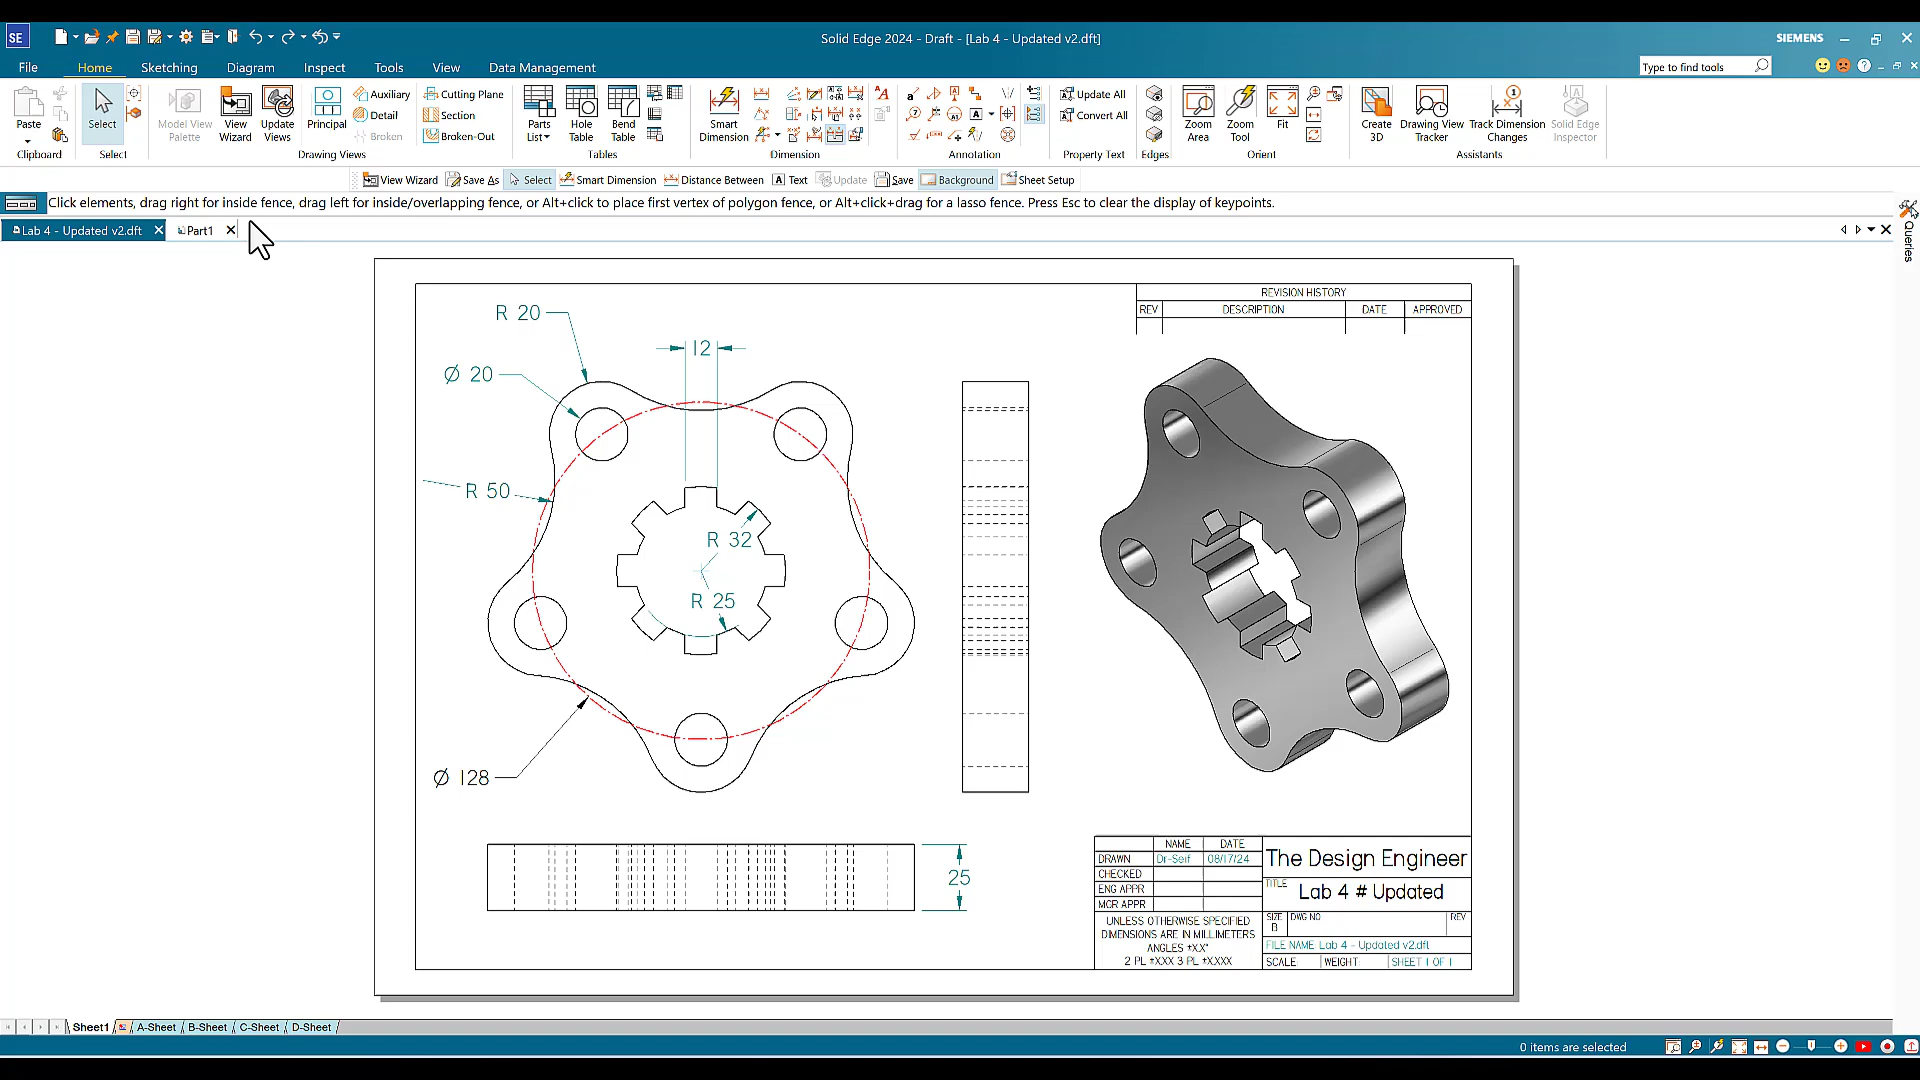 SE
Solid Edge 2024 - Draft - [Lab 4 - Updated v2.dft]
SIEMENS
File Home Sketching Diagram Inspect Tools View Data Management
Type to find tools
Paste
Clipboard
Select
Select
Model View Palette
View Wizard
Update Views
Principal
Auxiliary
Detail
Broken
Cutting Plane
Section
Broken-Out
Drawing Views
Parts List
Hole Table
Bend Table
Tables
Smart Dimension
Dimension
Annotation
Update All
Convert All
Property Text
Edges
Zoom Area
Zoom Tool
Fit
Orient
Create 3D
Drawing View Tracker
Track Dimension Changes
Solid Edge Inspector
Assistants
View Wizard Save As Select Smart Dimension Distance Between Text Update Save Background Sheet Setup
Click elements, drag right for inside fence, drag left for inside/overlapping fence, or Alt+click to place first vertex of polygon fence, or Alt+click+drag for a lasso fence. Press Esc to clear the display of keypoints.
Lab 4 - Updated v2.dft Part1
Queries
REVISION HISTORY
REV DESCRIPTION DATE APPROVED
R 20
12
Ø 20
R 50
R 32
R 25
Ø 128
25
NAME DATE
DRAWN Dr-Seif 08/17/24
CHECKED
ENG APPR
MGR APPR
The Design Engineer
TITLE
Lab 4 # Updated
UNLESS OTHERWISE SPECIFIED
DIMENSIONS ARE IN MILLIMETERS
ANGLES ±X.X°
2 PL ±X.XX 3 PL ±X.XXX
SIZE DWG NO REV
B
FILE NAME: Lab 4 - Updated v2.dft
SCALE: WEIGHT: SHEET 1 OF 1
Sheet1 A-Sheet B-Sheet C-Sheet D-Sheet
0 items are selected